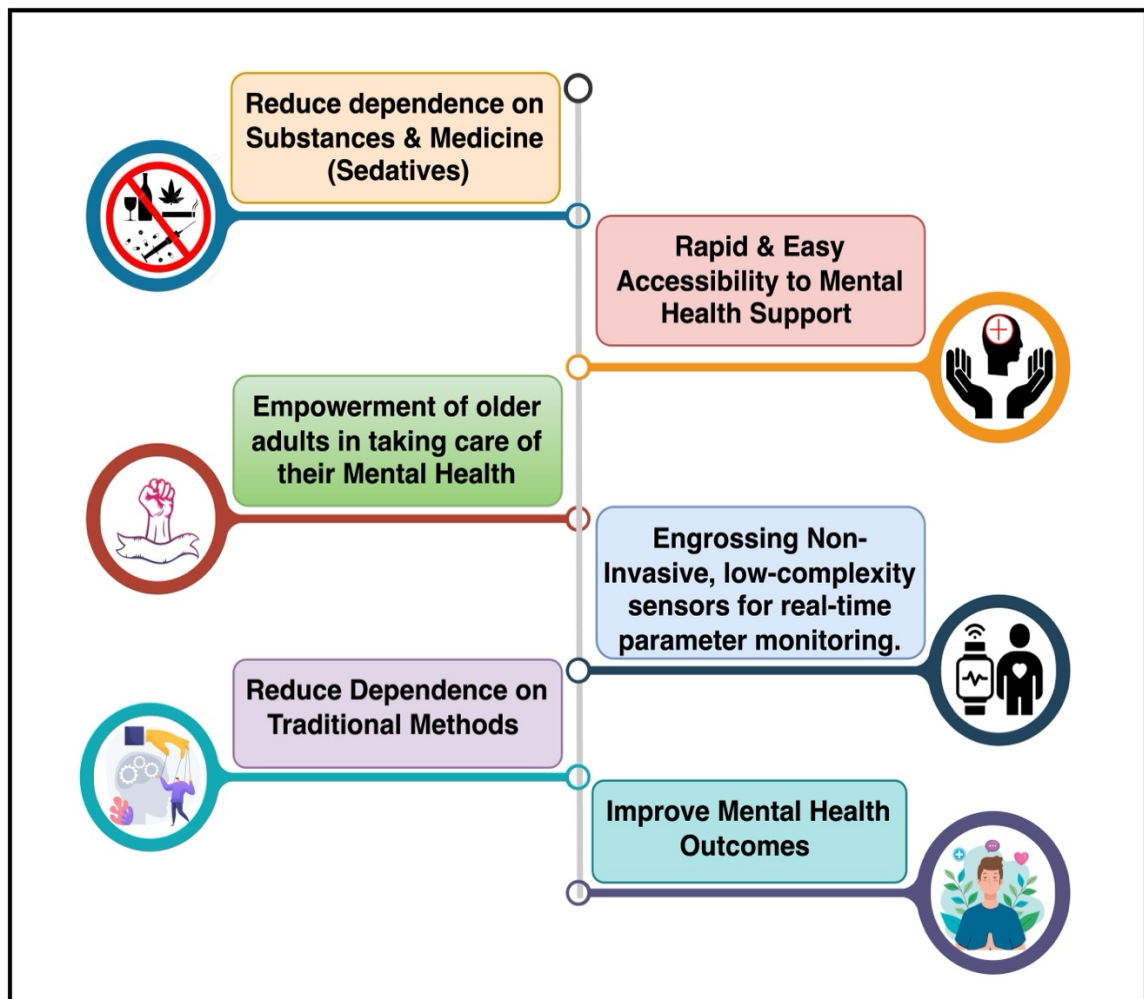 Reduce dependence on
Substances & Medicine
(Sedatives)
Rapid & Easy
Accessibility to Mental
Health Support
Empowerment of older
adults in taking care of
their Mental Health
Engrossing Non-
Invasive, low-complexity
sensors for real-time
parameter monitoring.
Reduce Dependence on
Traditional Methods
Improve Mental Health
Outcomes